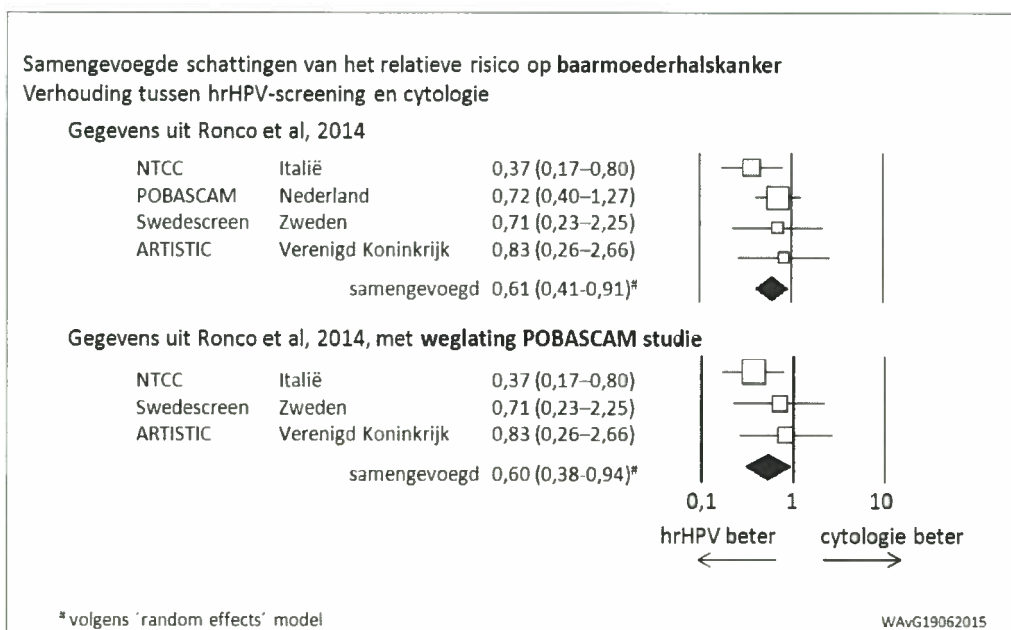 Samengevoegde schattingen van het relatieve risico op baarmoederhalskanker
Verhouding tussen hrHPV-screening en cytologie
Gegevens uit Ronco et al, 2014
NTCC Italië 0,37 (0,17–0,80)
POBASCAM Nederland 0,72 (0,40–1,27)
Swedescreen Zweden 0,71 (0,23–2,25)
ARTISTIC Verenigd Koninkrijk 0,83 (0,26–2,66)
samengevoegd 0,61 (0,41-0,91)#
Gegevens uit Ronco et al, 2014, met weglating POBASCAM studie
NTCC Italië 0,37 (0,17–0,80)
Swedescreen Zweden 0,71 (0,23–2,25)
ARTISTIC Verenigd Koninkrijk 0,83 (0,26–2,66)
samengevoegd 0,60 (0,38-0,94)#
0,1 1 10
hrHPV beter cytologie beter
# volgens ´random effects´ model WAvG19062015